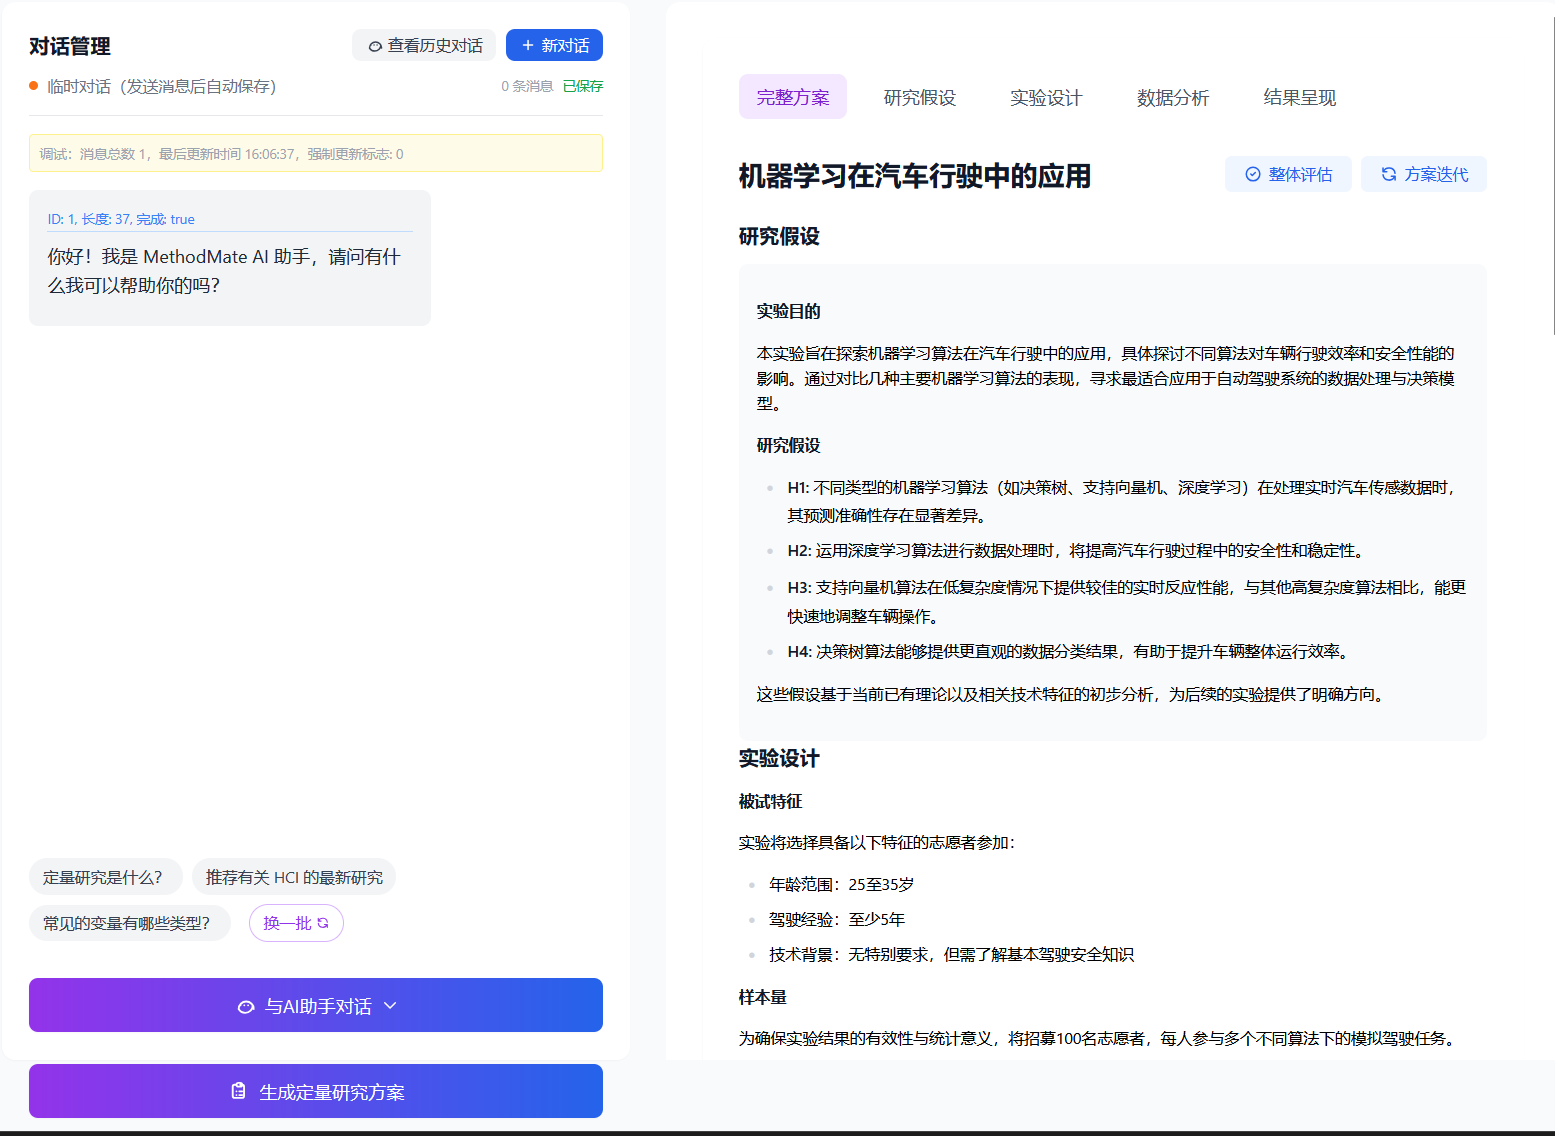 对话管理
查看历史对话
+ 新对话
临时对话（发送消息后自动保存）
0 条消息 已保存
调试：消息总数 1，最后更新时间 16:06:37，强制更新标志: 0
ID: 1, 长度: 37, 完成: true
你好！我是 MethodMate AI 助手，请问有什
么我可以帮助你的吗？
定量研究是什么？
推荐有关 HCI 的最新研究
常见的变量有哪些类型？
换一批
与AI助手对话
生成定量研究方案
完整方案
研究假设
实验设计
数据分析
结果呈现
机器学习在汽车行驶中的应用
整体评估
方案迭代
研究假设
实验目的
本实验旨在探索机器学习算法在汽车行驶中的应用，具体探讨不同算法对车辆行驶效率和安全性能的
影响。通过对比几种主要机器学习算法的表现，寻求最适合应用于自动驾驶系统的数据处理与决策模
型。
研究假设
H1: 不同类型的机器学习算法（如决策树、支持向量机、深度学习）在处理实时汽车传感数据时，
其预测准确性存在显著差异。
H2: 运用深度学习算法进行数据处理时，将提高汽车行驶过程中的安全性和稳定性。
H3: 支持向量机算法在低复杂度情况下提供较佳的实时反应性能，与其他高复杂度算法相比，能更
快速地调整车辆操作。
H4: 决策树算法能够提供更直观的数据分类结果，有助于提升车辆整体运行效率。
这些假设基于当前已有理论以及相关技术特征的初步分析，为后续的实验提供了明确方向。
实验设计
被试特征
实验将选择具备以下特征的志愿者参加：
年龄范围：25至35岁
驾驶经验：至少5年
技术背景：无特别要求，但需了解基本驾驶安全知识
样本量
为确保实验结果的有效性与统计意义，将招募100名志愿者，每人参与多个不同算法下的模拟驾驶任务。